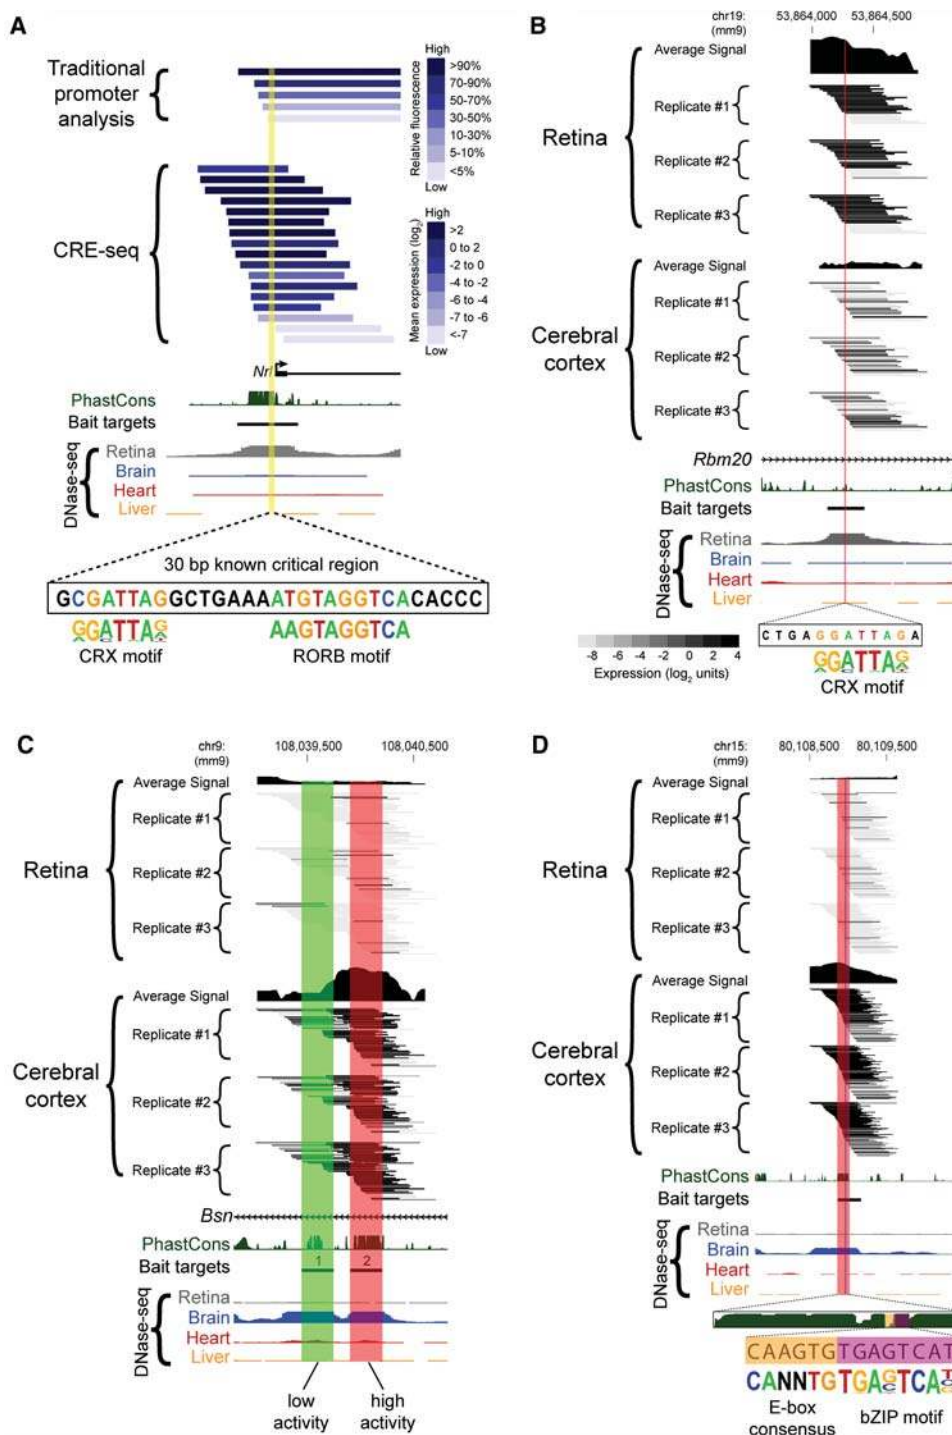 A
Traditional
promoter
analysis
High
>90%
70-90%
50-70%
30-50%
10-30%
5-10%
<5%
Low
Relative fluorescence
CRE-seq
High
>2
0 to 2
-2 to 0
-4 to -2
-6 to -4
-7 to -6
<-7
Low
Mean expression (log2)
Nrl
PhastCons
Bait targets
DNase-seq
Retina
Brain
Heart
Liver
30 bp known critical region
GCGATTAGGCTGAAAATGTAGGTCACACCC
GGATTAG
AAGTAGGTCA
CRX motif
RORB motif
B
chr19:
(mm9)
53,864,000
53,864,500
Average Signal
Retina
Replicate #1
Replicate #2
Replicate #3
Average Signal
Cerebral
cortex
Replicate #1
Replicate #2
Replicate #3
Rbm20
PhastCons
Bait targets
DNase-seq
Retina
Brain
Heart
Liver
CTGAGGATTAGA
GGATTAG
CRX motif
-8 -6 -4 -2 0 2 4
Expression (log2 units)
C
chr9:
(mm9)
108,039,500
108,040,500
Average Signal
Retina
Replicate #1
Replicate #2
Replicate #3
Average Signal
Cerebral
cortex
Replicate #1
Replicate #2
Replicate #3
Bsn
PhastCons
Bait targets
1
2
DNase-seq
Retina
Brain
Heart
Liver
low
activity
high
activity
D
chr15:
(mm9)
80,108,500
80,109,500
Average Signal
Retina
Replicate #1
Replicate #2
Replicate #3
Average Signal
Cerebral
cortex
Replicate #1
Replicate #2
Replicate #3
PhastCons
Bait targets
DNase-seq
Retina
Brain
Heart
Liver
CAAGTGTGAGTCAT
CANNTGTGAGTCAT
E-box
consensus
bZIP motif